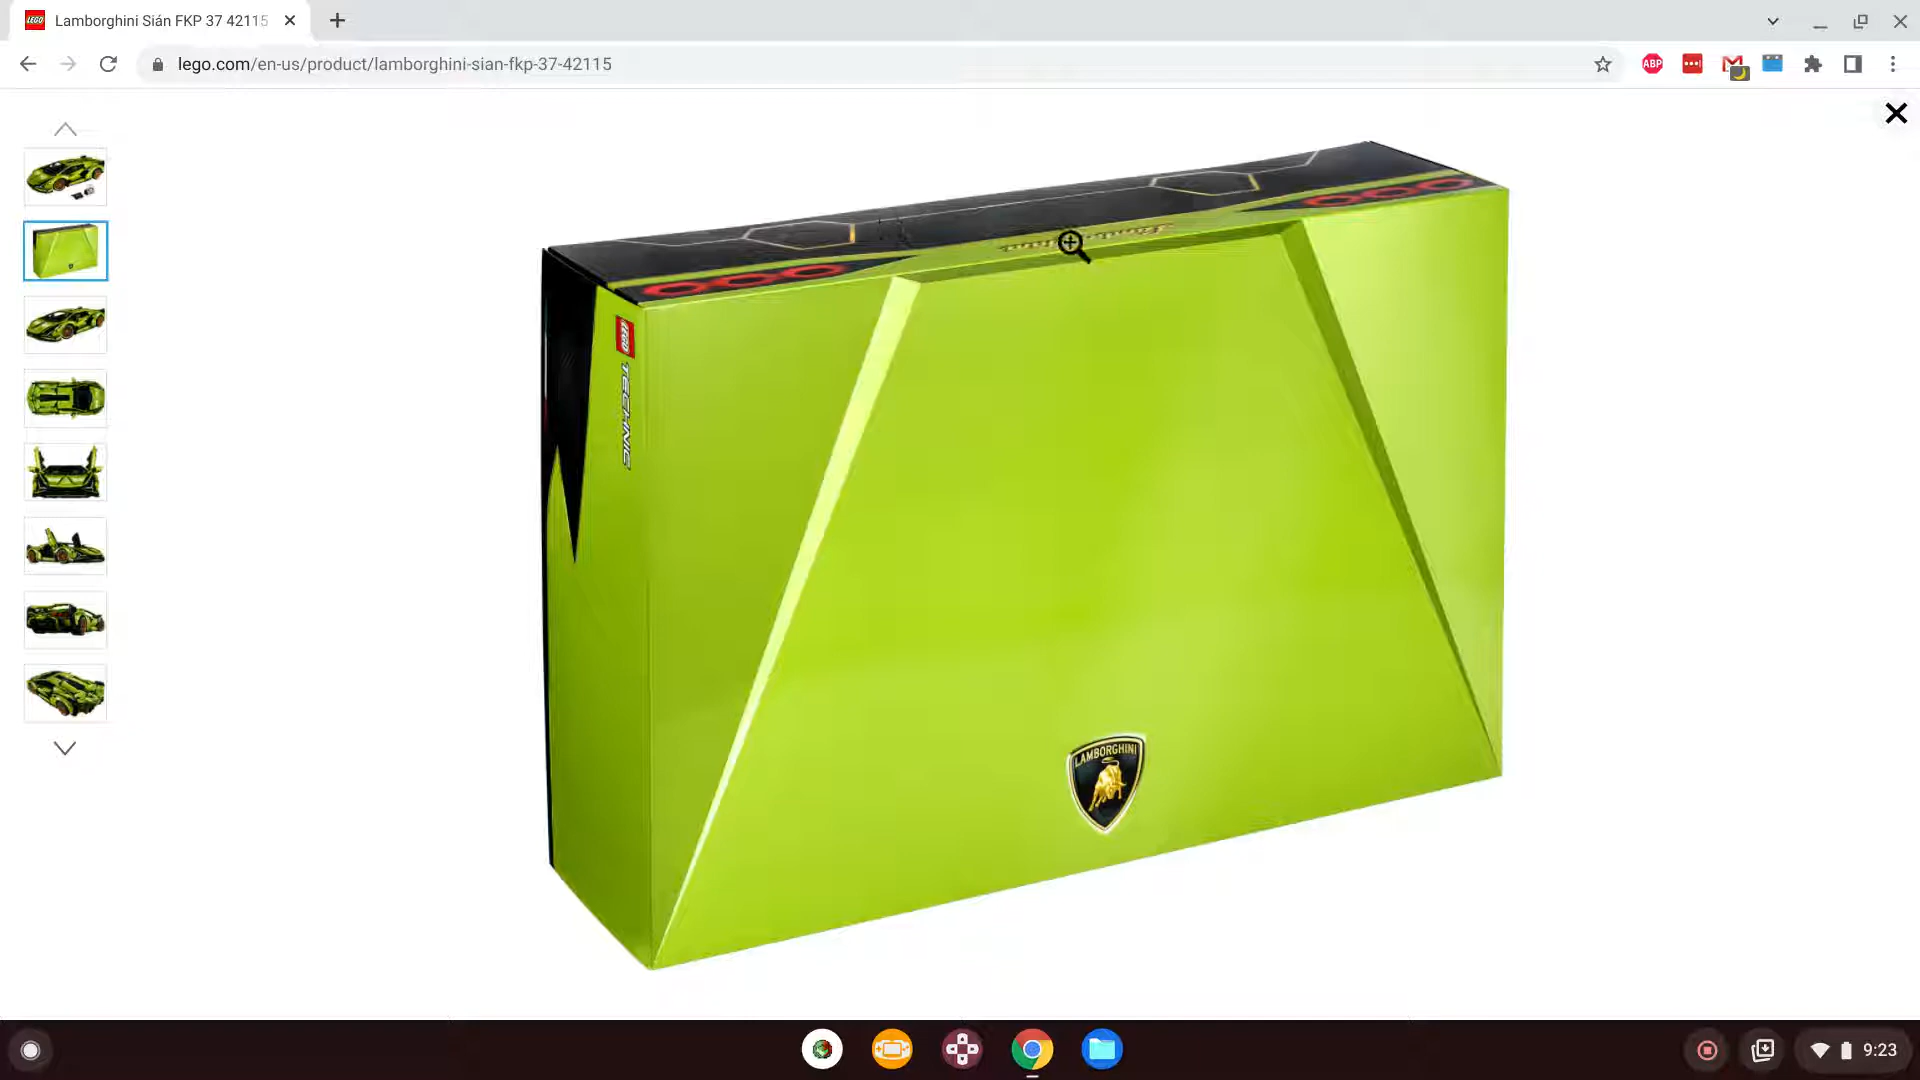 Lamborghini Sián FKP 37 42115
lego.com/en-us/product/lamborghini-sian-fkp-37-42115
ABP
LEGO
TECHNIC
LAMBORGHINI
9:23